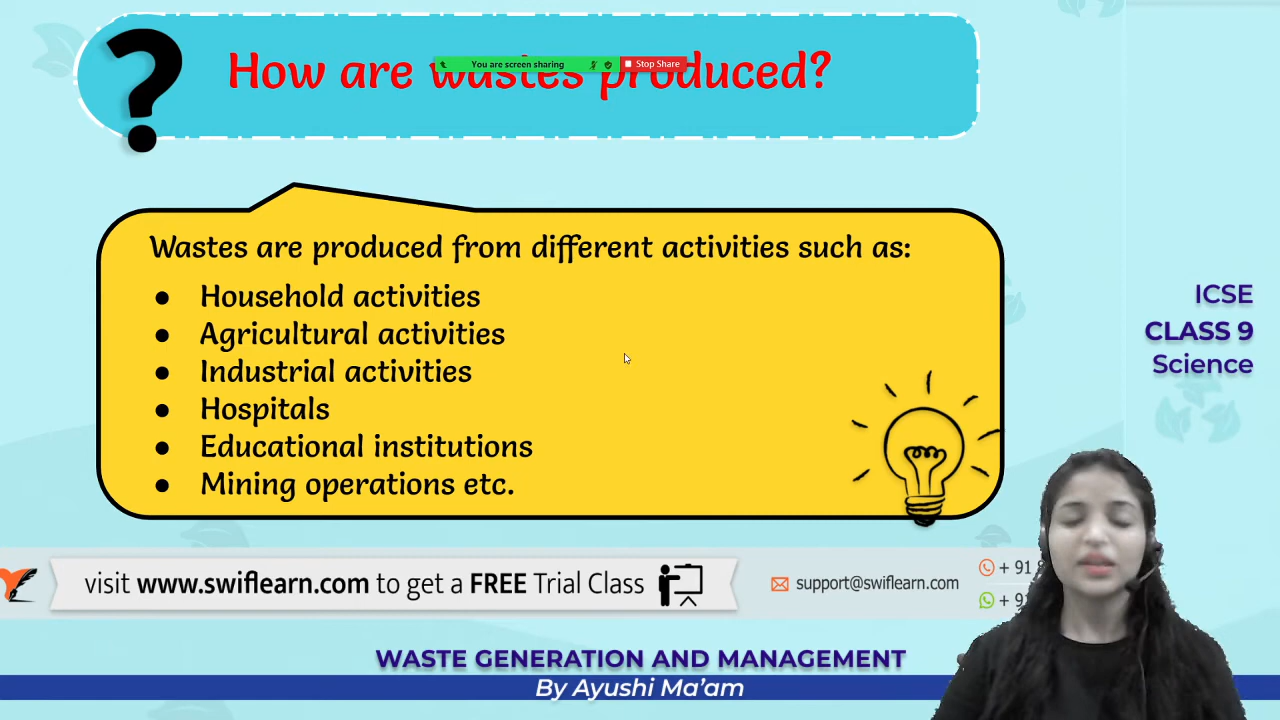 ?
How are wastes produced?
You are screen sharing
Stop Share
Wastes are produced from different activities such as:
● Household activities
● Agricultural activities
● Industrial activities
● Hospitals
● Educational institutions
● Mining operations etc.
ICSE
CLASS 9
Science
visit www.swiflearn.com to get a FREE Trial Class
support@swiflearn.com
+ 91
WASTE GENERATION AND MANAGEMENT
By Ayushi Ma'am